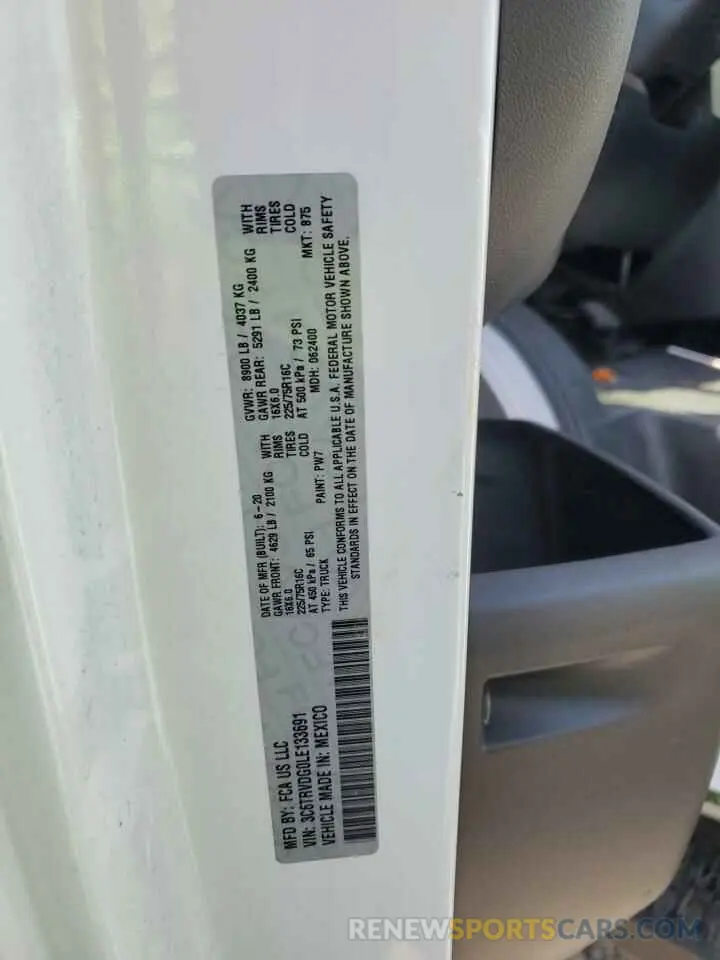 MFD BY: FCA US LLC
VIN: 3C6TRVDG0LE133691
VEHICLE MADE IN: MEXICO
DATE OF MFR (BUILT): 6-20 GVWR: 8900 LB / 4037 KG
GAWR FRONT: 4629 LB / 2100 KG WITH GAWR REAR: 5291 LB / 2400 KG WITH
16X6.0 RIMS 16X6.0 RIMS
225/75R16C TIRES 225/75R16C TIRES
AT 450 kPa / 65 PSI COLD AT 500 kPa / 73 PSI COLD
TYPE: TRUCK PAINT: PW7 MDH: 062400 MKT: 875
THIS VEHICLE CONFORMS TO ALL APPLICABLE U.S.A. FEDERAL MOTOR VEHICLE SAFETY
STANDARDS IN EFFECT ON THE DATE OF MANUFACTURE SHOWN ABOVE.
RENEWSPORTSCARS.COM